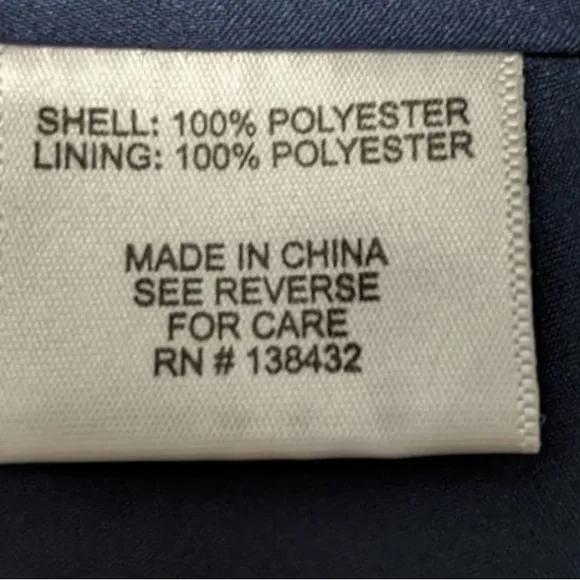 SHELL: 100% POLYESTER
LINING: 100% POLYESTER
MADE IN CHINA
SEE REVERSE
FOR CARE
RN # 138432